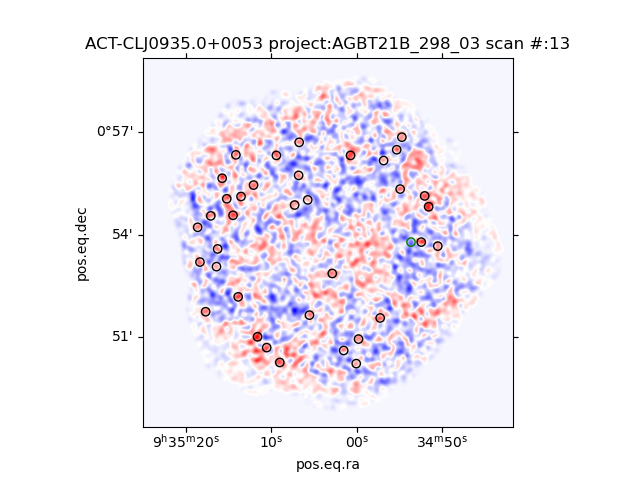 ACT-CLJ0935.0+0053 project:AGBT21B_298_03 scan #:13
0°57'
54'
51'
pos.eq.dec
9ʰ35ᵐ20ˢ 10ˢ 00ˢ 34ᵐ50ˢ
pos.eq.ra